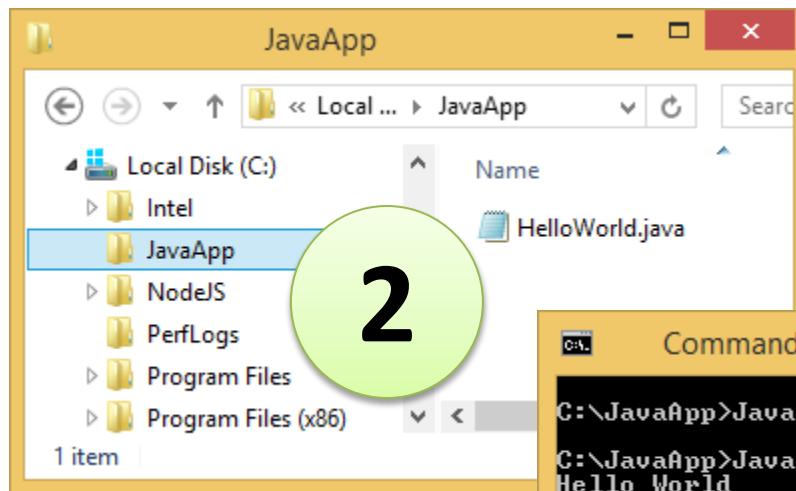 JavaApp
« Local ... ▸ JavaApp
Searc
Local Disk (C:)
Intel
JavaApp
NodeJS
PerfLogs
Program Files
Program Files (x86)
1 item
Name
HelloWorld.java
2
C:\.
Command
C:\JavaApp>Java
C:\JavaApp>Java
Hello World